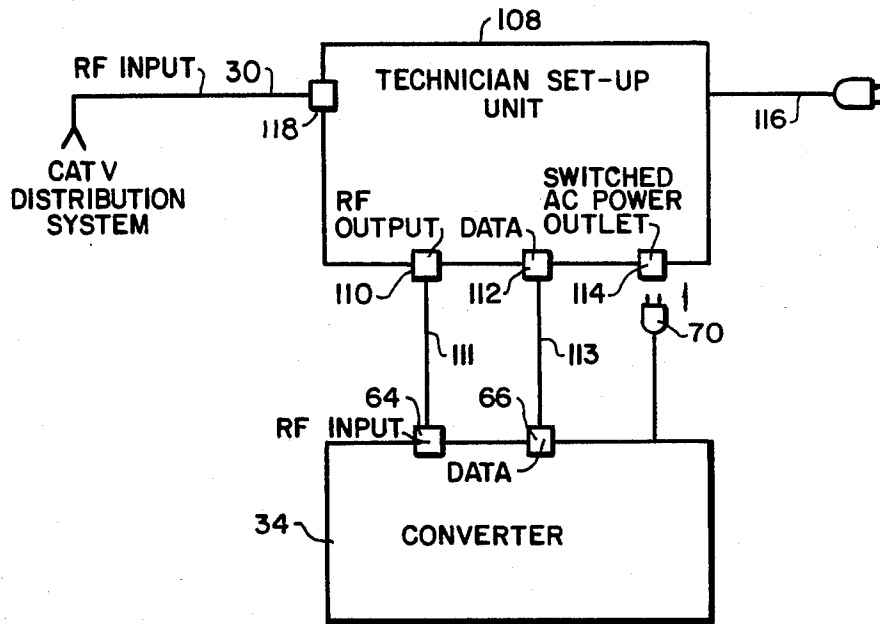 108
RF INPUT 30
TECHNICIAN SET-UP
UNIT
118
116
CATV
DISTRIBUTION
SYSTEM
RF
OUTPUT
DATA
SWITCHED
AC POWER
OUTLET
110
112
114
70
111
113
64
66
RF INPUT
DATA
34
CONVERTER